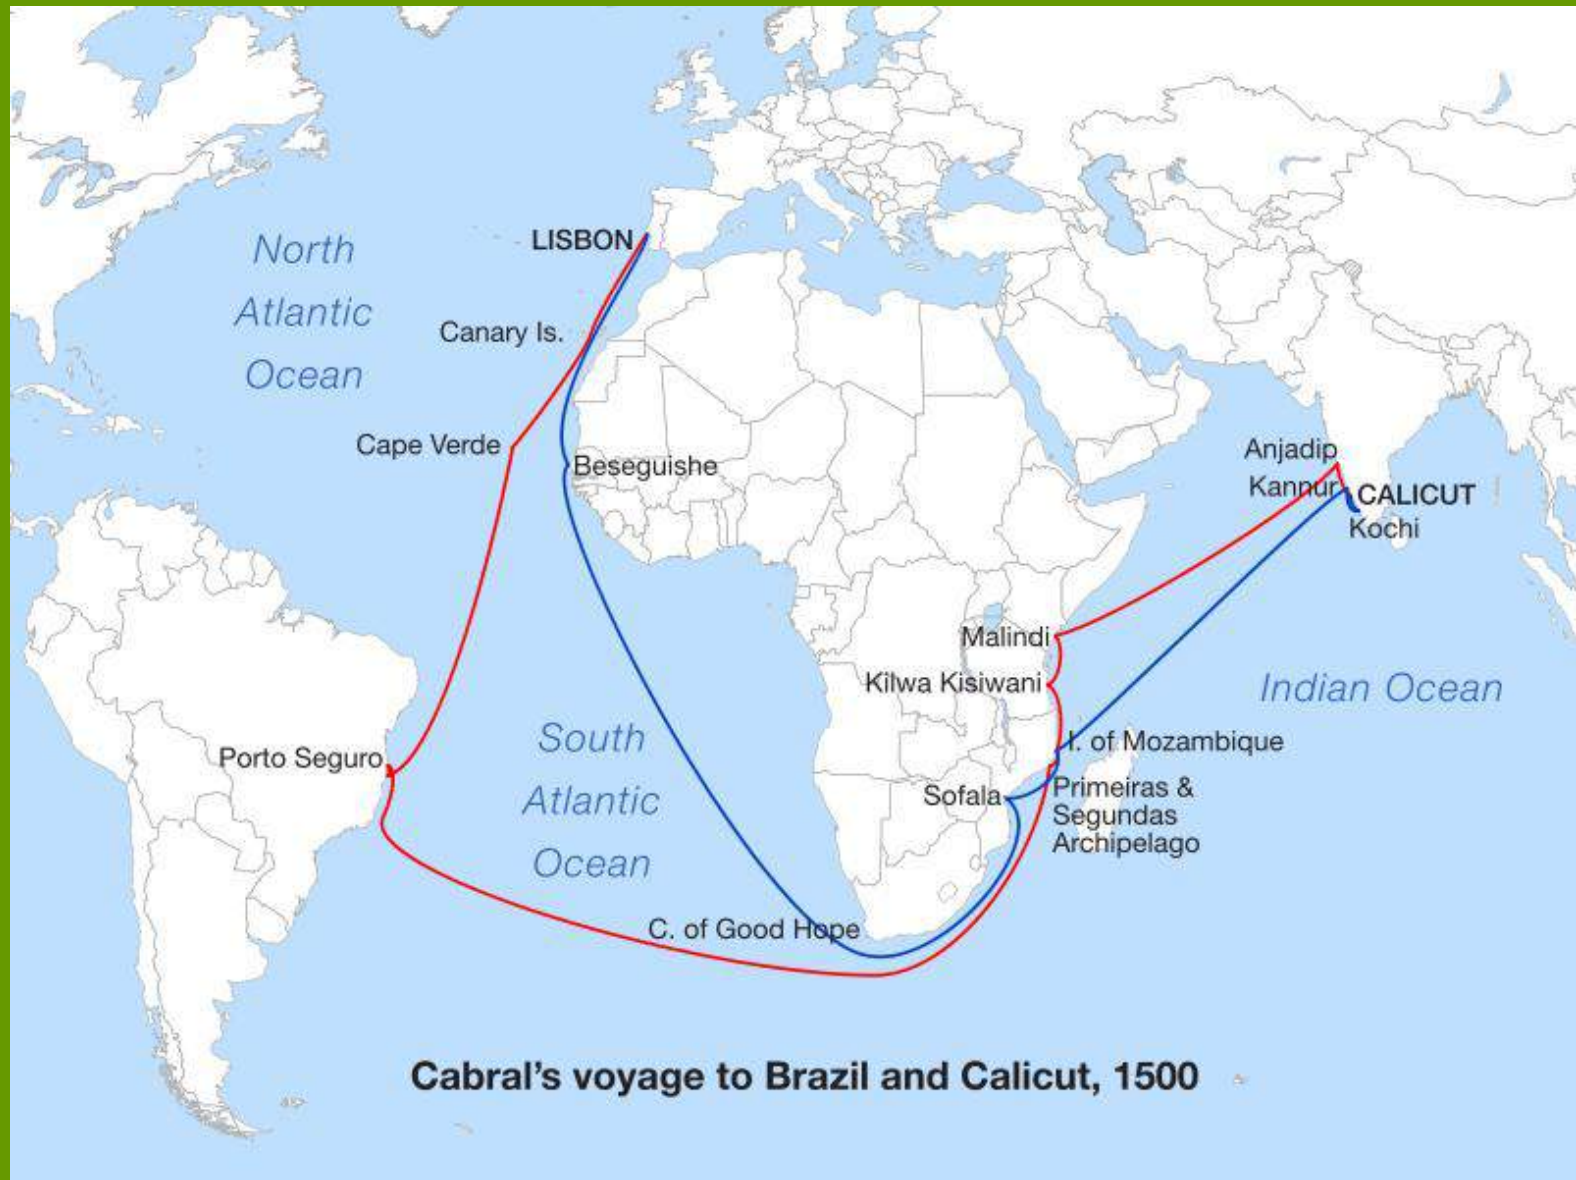 North
Atlantic
Ocean
LISBON
Canary Is.
Cape Verde
Beseguishe
Anjadip
Kannur
CALICUT
Kochi
Malindi
Kilwa Kisiwani
Indian Ocean
Porto Seguro
South
Atlantic
Ocean
I. of Mozambique
Sofala
Primeiras &
Segundas
Archipelago
C. of Good Hope
Cabral's voyage to Brazil and Calicut, 1500